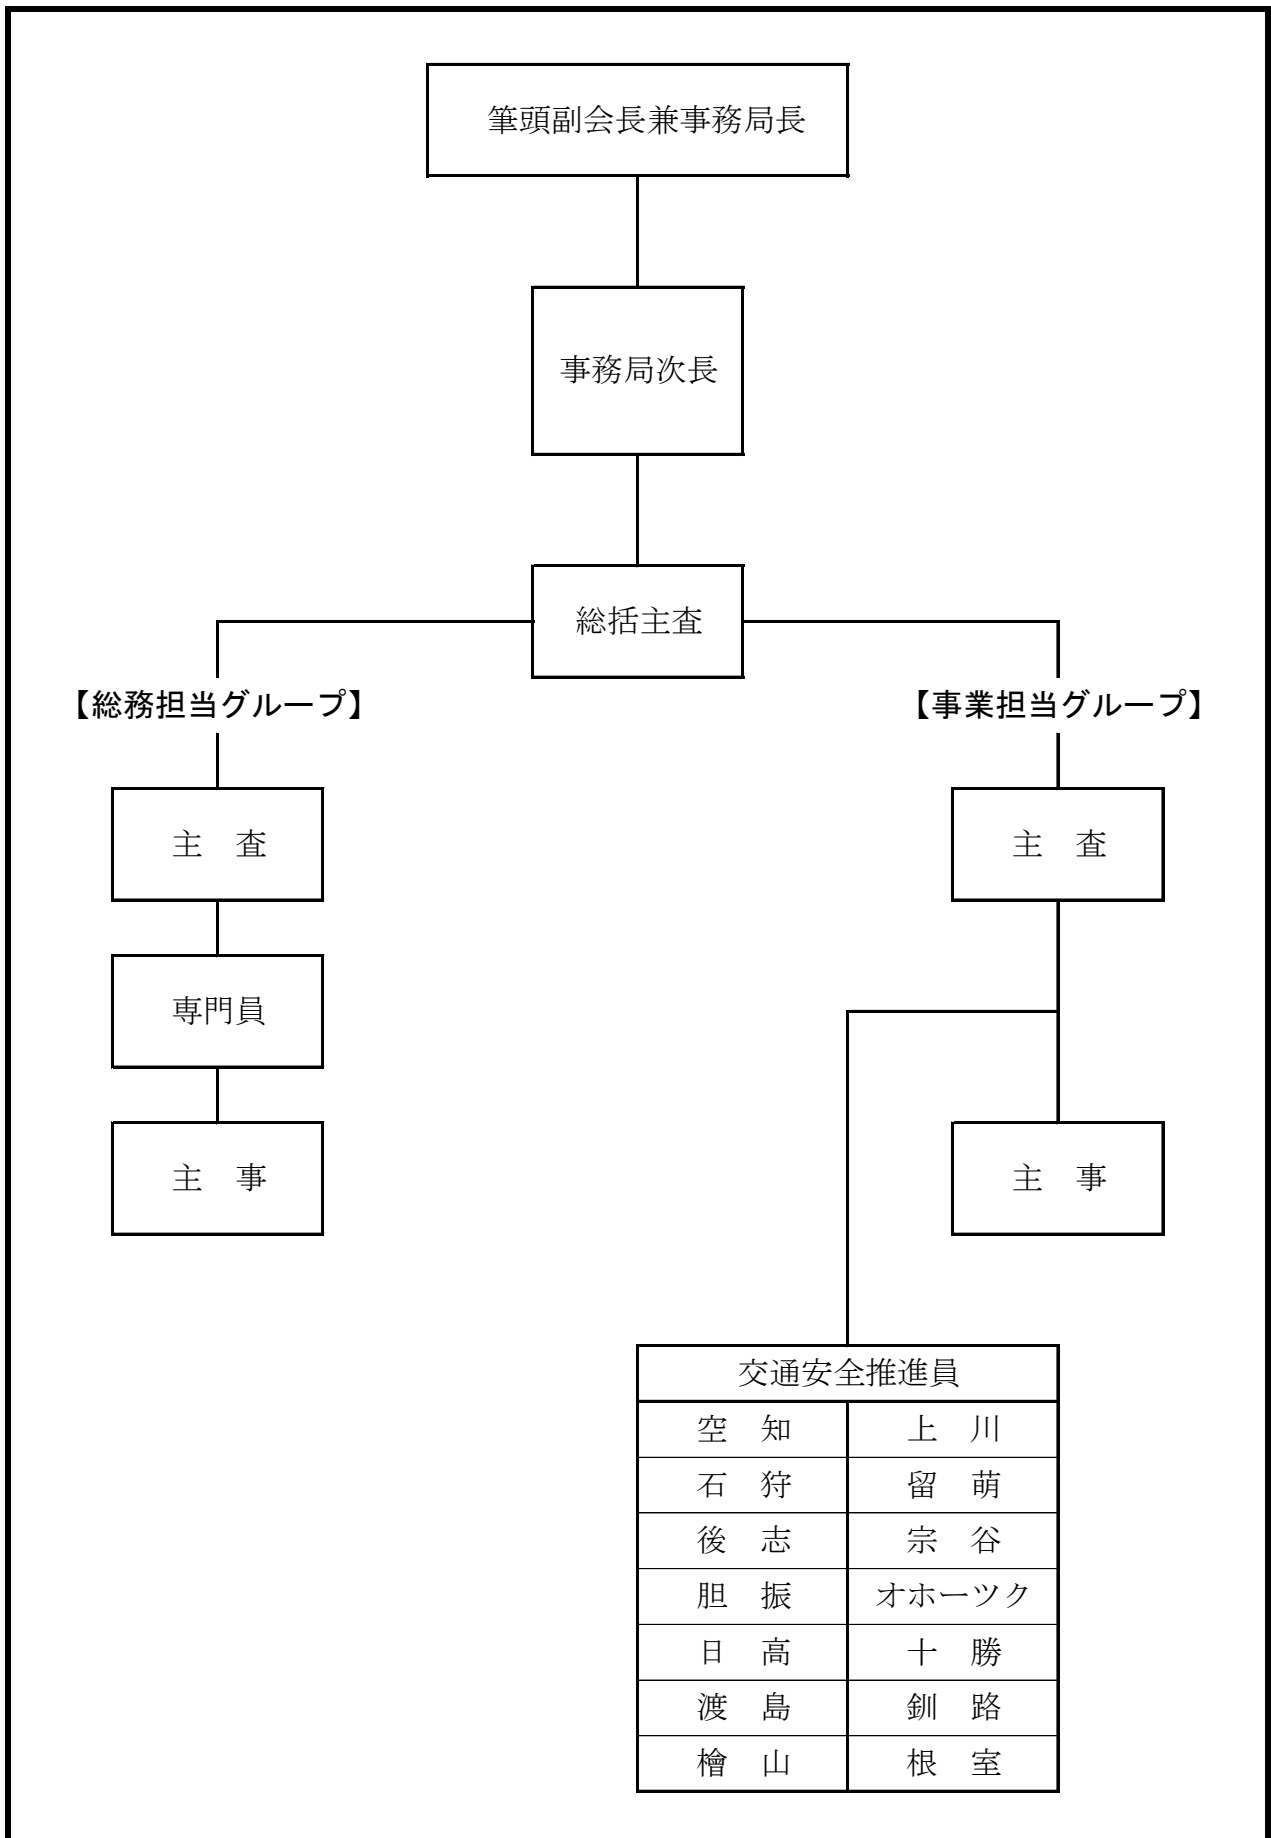 筆頭副会長兼事務局長
事務局次長
総括主査
【総務担当グループ】
【事業担当グループ】
主　査
主　査
専門員
主　事
主　事
交通安全推進員
空　知
上　川
石　狩
留　萌
後　志
宗　谷
胆　振
オホーツク
日　高
十　勝
渡　島
釧　路
檜　山
根　室